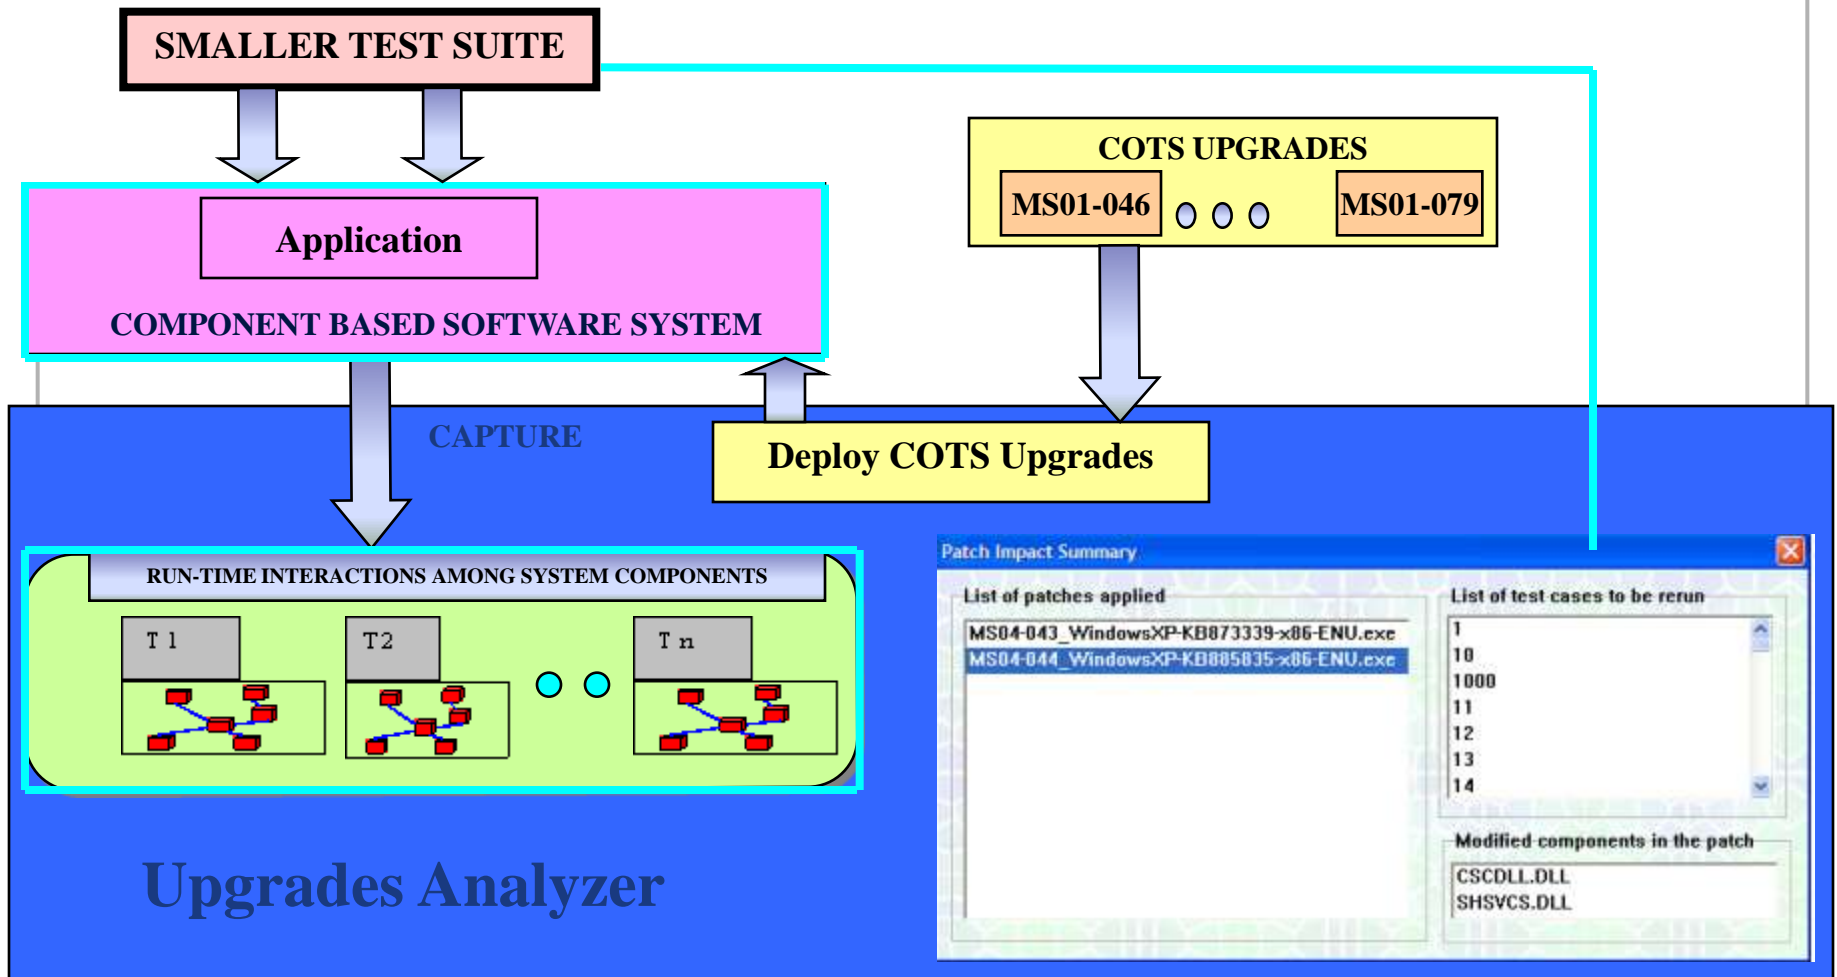 SMALLER TEST SUITE
COTS UPGRADES
MS01-046
MS01-079
Application
COMPONENT BASED SOFTWARE SYSTEM
CAPTURE
Deploy COTS Upgrades
RUN-TIME INTERACTIONS AMONG SYSTEM COMPONENTS
T 1
T2
T n
Upgrades Analyzer
Patch Impact Summary
List of patches applied
MS04-043_WindowsXP-KB873339-x86-ENU.exe
MS04-044_WindowsXP-KB885835-x86-ENU.exe
List of test cases to be rerun
1
10
1000
11
12
13
14
Modified components in the patch
CSCDLL.DLL
SHSVCS.DLL